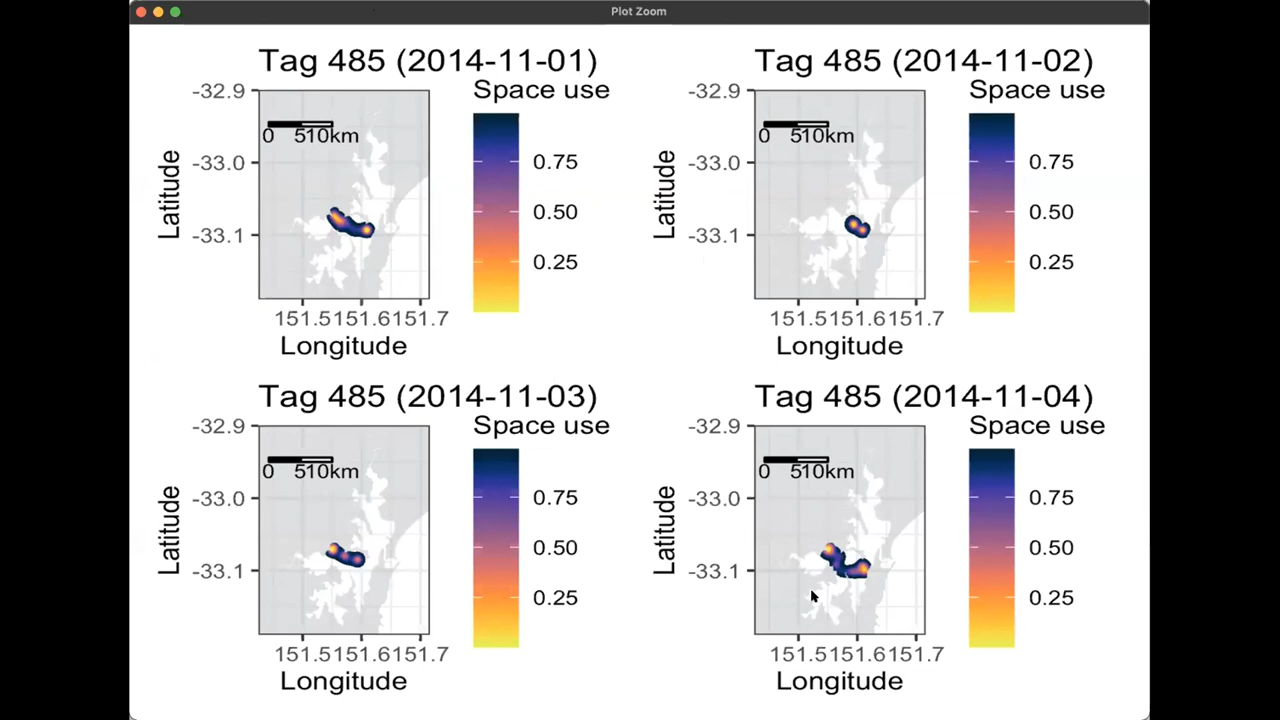 Plot Zoom
Tag 485 (2014-11-01)
Space use
-32.9
-33.0
-33.1
0 510km
0.75
0.50
0.25
Latitude
151.5151.6151.7
Longitude
Tag 485 (2014-11-02)
Space use
-32.9
-33.0
-33.1
0 510km
0.75
0.50
0.25
Latitude
151.5151.6151.7
Longitude
Tag 485 (2014-11-03)
Space use
-32.9
-33.0
-33.1
0 510km
0.75
0.50
0.25
Latitude
151.5151.6151.7
Longitude
Tag 485 (2014-11-04)
Space use
-32.9
-33.0
-33.1
0 510km
0.75
0.50
0.25
Latitude
151.5151.6151.7
Longitude